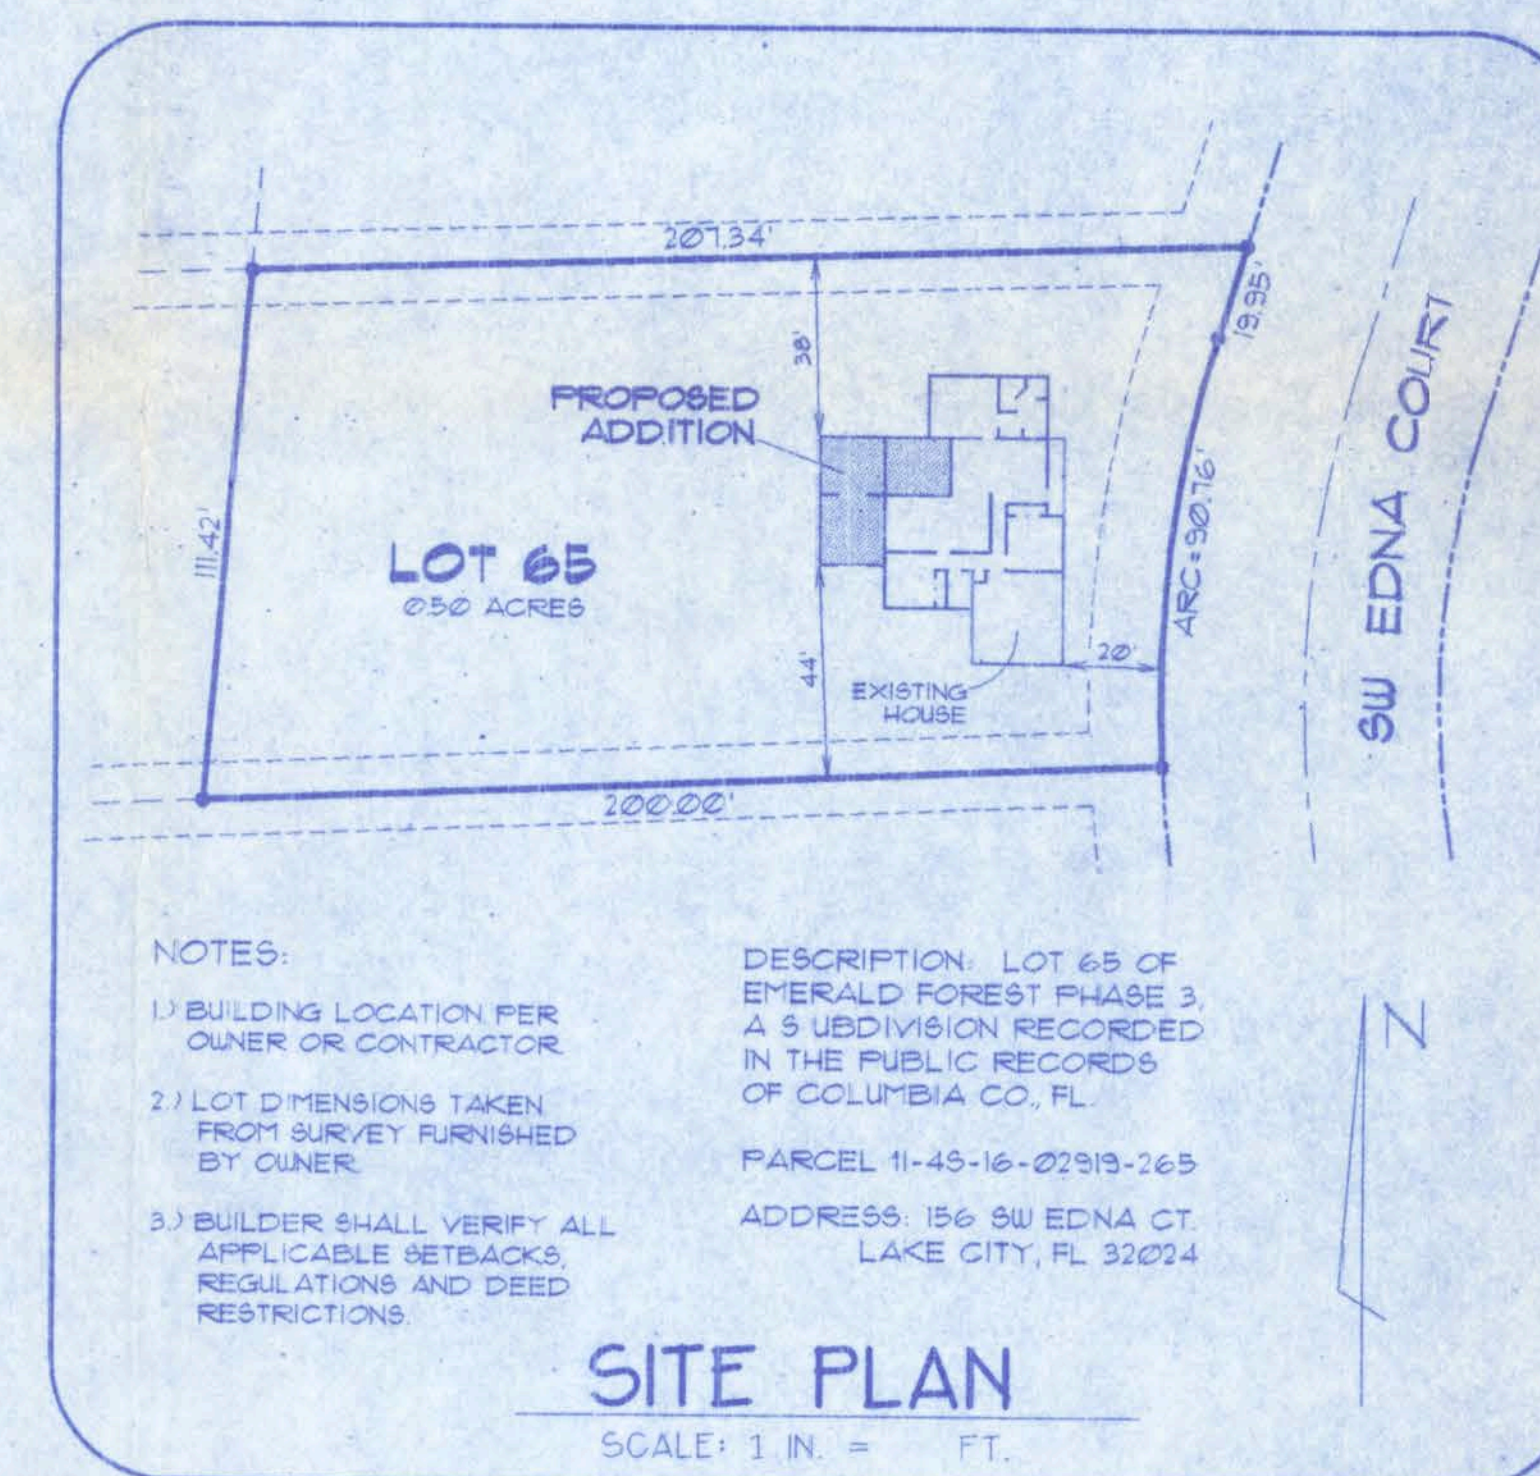 207.34'
19.95'
38'
PROPOSED
ADDITION
SW EDNA COURT
111.42'
LOT 65
0.50 ACRES
ARC = 90.76'
44'
20'
EXISTING
HOUSE
200.00'
NOTES:
1.) BUILDING LOCATION PER
OWNER OR CONTRACTOR
2.) LOT DIMENSIONS TAKEN
FROM SURVEY FURNISHED
BY OWNER
3.) BUILDER SHALL VERIFY ALL
APPLICABLE SETBACKS,
REGULATIONS AND DEED
RESTRICTIONS.
DESCRIPTION: LOT 65 OF
EMERALD FOREST PHASE 3,
A S UBDIVISION RECORDED
IN THE PUBLIC RECORDS
OF COLUMBIA CO., FL.
PARCEL 11-4S-16-02919-265
ADDRESS: 156 SW EDNA CT.
LAKE CITY, FL 32024
N
SITE PLAN
SCALE: 1 IN. = FT.